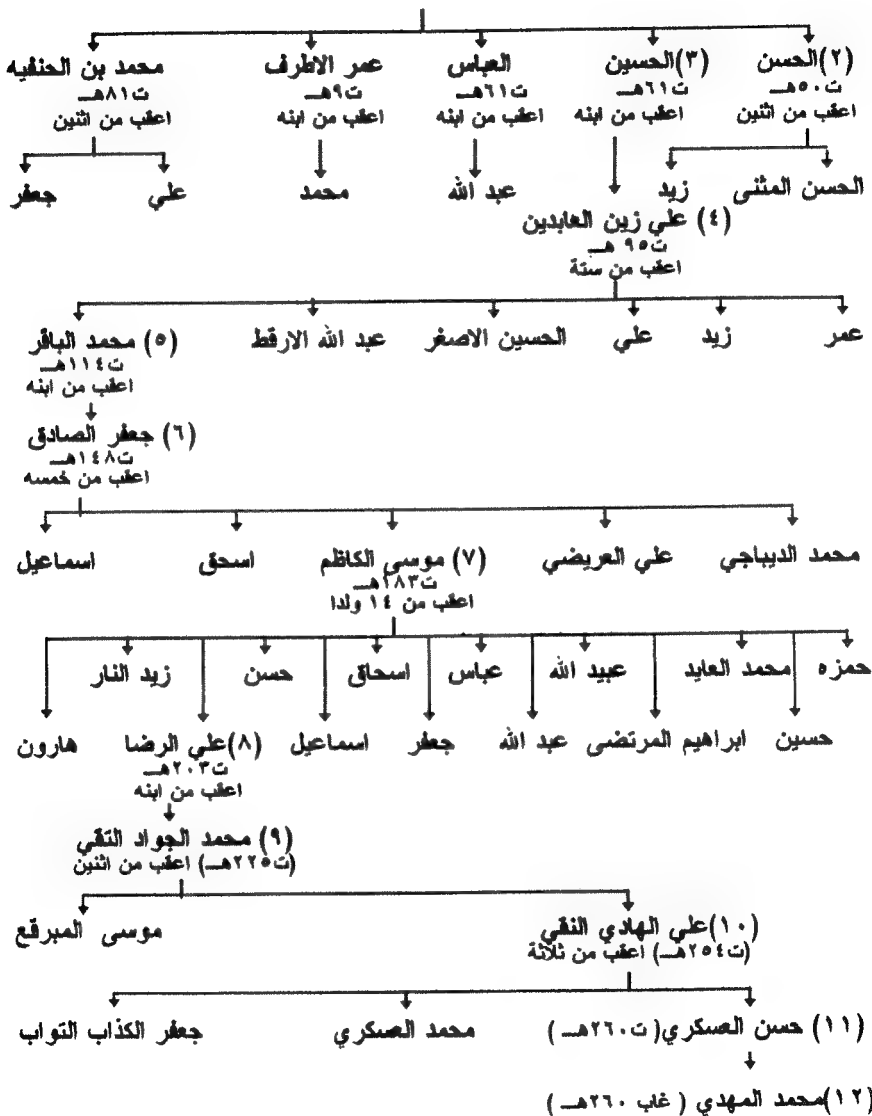 (٢)الحسن (٣)الحسين العباس عمر الاطرف محمد بن الحنفيه
ت٥٠هـ ت٦١هـ ت٦١هـ ت٩هـ ت٨١هـ
اعقب من اثنين اعقب من ابنه اعقب من ابنه اعقب من ابنه اعقب من اثنين
الحسن المثنى زيد عبد الله محمد علي جعفر
(٤) علي زين العابدين
ت٩٥ هـ
اعقب من ستة
عمر زيد علي الحسين الاصغر عبد الله الارقط (٥) محمد الباقر
ت١١٤هـ
اعقب من ابنه
(٦) جعفر الصادق
ت١٤٨هـ
اعقب من خمسه
محمد الديباجي علي العريضي (٧) موسى الكاظم اسحق اسماعيل
ت١٨٣هـ
اعقب من ١٤ ولدا
حمزه محمد العابد عبيد الله عباس اسحاق حسن زيد النار
حسين ابراهيم المرتضى عبد الله جعفر اسماعيل (٨)علي الرضا هارون
ت٢٠٣هـ
اعقب من ابنه
(٩) محمد الجواد التقي
(ت٢٢٥هـ) اعقب من اثنين
(١٠)علي الهادي النقي موسى المبرقع
(ت٢٥٤هـ) اعقب من ثلاثة
(١١) حسن العسكري(ت٢٦٠هـ) محمد العسكري جعفر الكذاب التواب
(١٢)محمد المهدي (غاب ٢٦٠هـ)